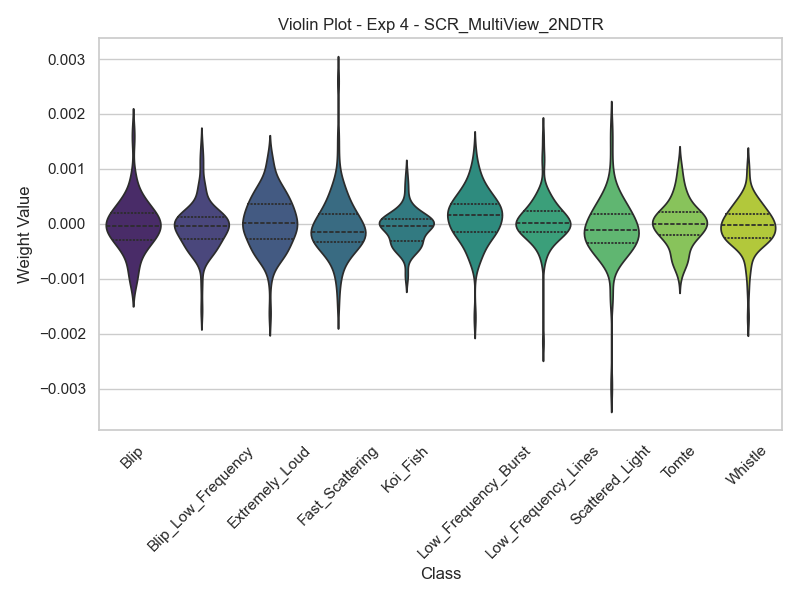 Violin Plot - Exp 4 - SCR_MultiView_2NDTR
0.003
0.002
0.001
0.000
−0.001
−0.002
−0.003
Weight Value
Blip
Blip_Low_Frequency
Extremely_Loud
Fast_Scattering
Koi_Fish
Low_Frequency_Burst
Low_Frequency_Lines
Scattered_Light
Tomte
Whistle
Class